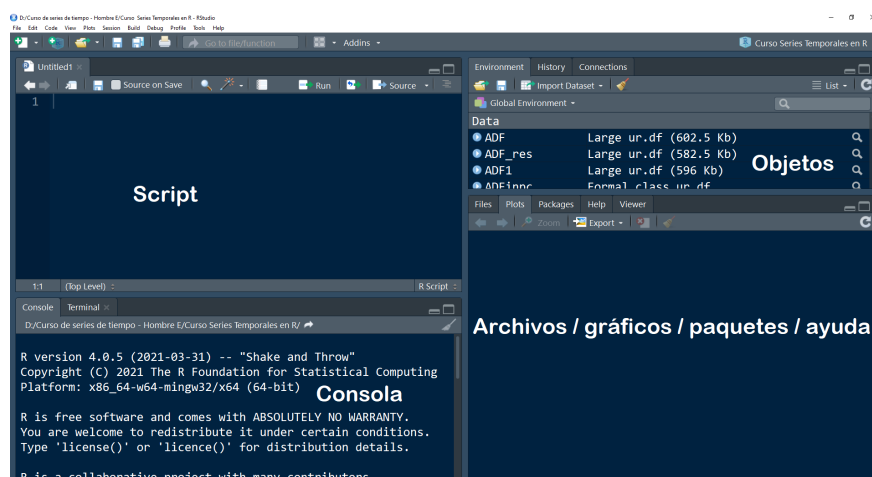 D:/Curso de series de tiempo - Hombre E/Curso Series Temporales en R - RStudio
File Edit Code View Plots Session Build Debug Profile Tools Help
Go to file/function Addins Curso Series Temporales en R
Untitled1
Source on Save Run Source
1
Script
1:1 (Top Level) R Script
Console Terminal
D:/Curso de series de tiempo - Hombre E/Curso Series Temporales en R/
R version 4.0.5 (2021-03-31) -- "Shake and Throw"
Copyright (C) 2021 The R Foundation for Statistical Computing
Platform: x86_64-w64-mingw32/x64 (64-bit)
Consola
R is free software and comes with ABSOLUTELY NO WARRANTY.
You are welcome to redistribute it under certain conditions.
Type 'license()' or 'licence()' for distribution details.
R is a collaborative project with many contributors
Environment History Connections
Import Dataset List
Global Environment
Data
ADF Large ur.df (602.5 Kb)
ADF_res Large ur.df (582.5 Kb)
ADF1 Large ur.df (596 Kb)
Objetos
ADFinpc Formal class ur.df
Files Plots Packages Help Viewer
Zoom Export
Archivos / gráficos / paquetes / ayuda